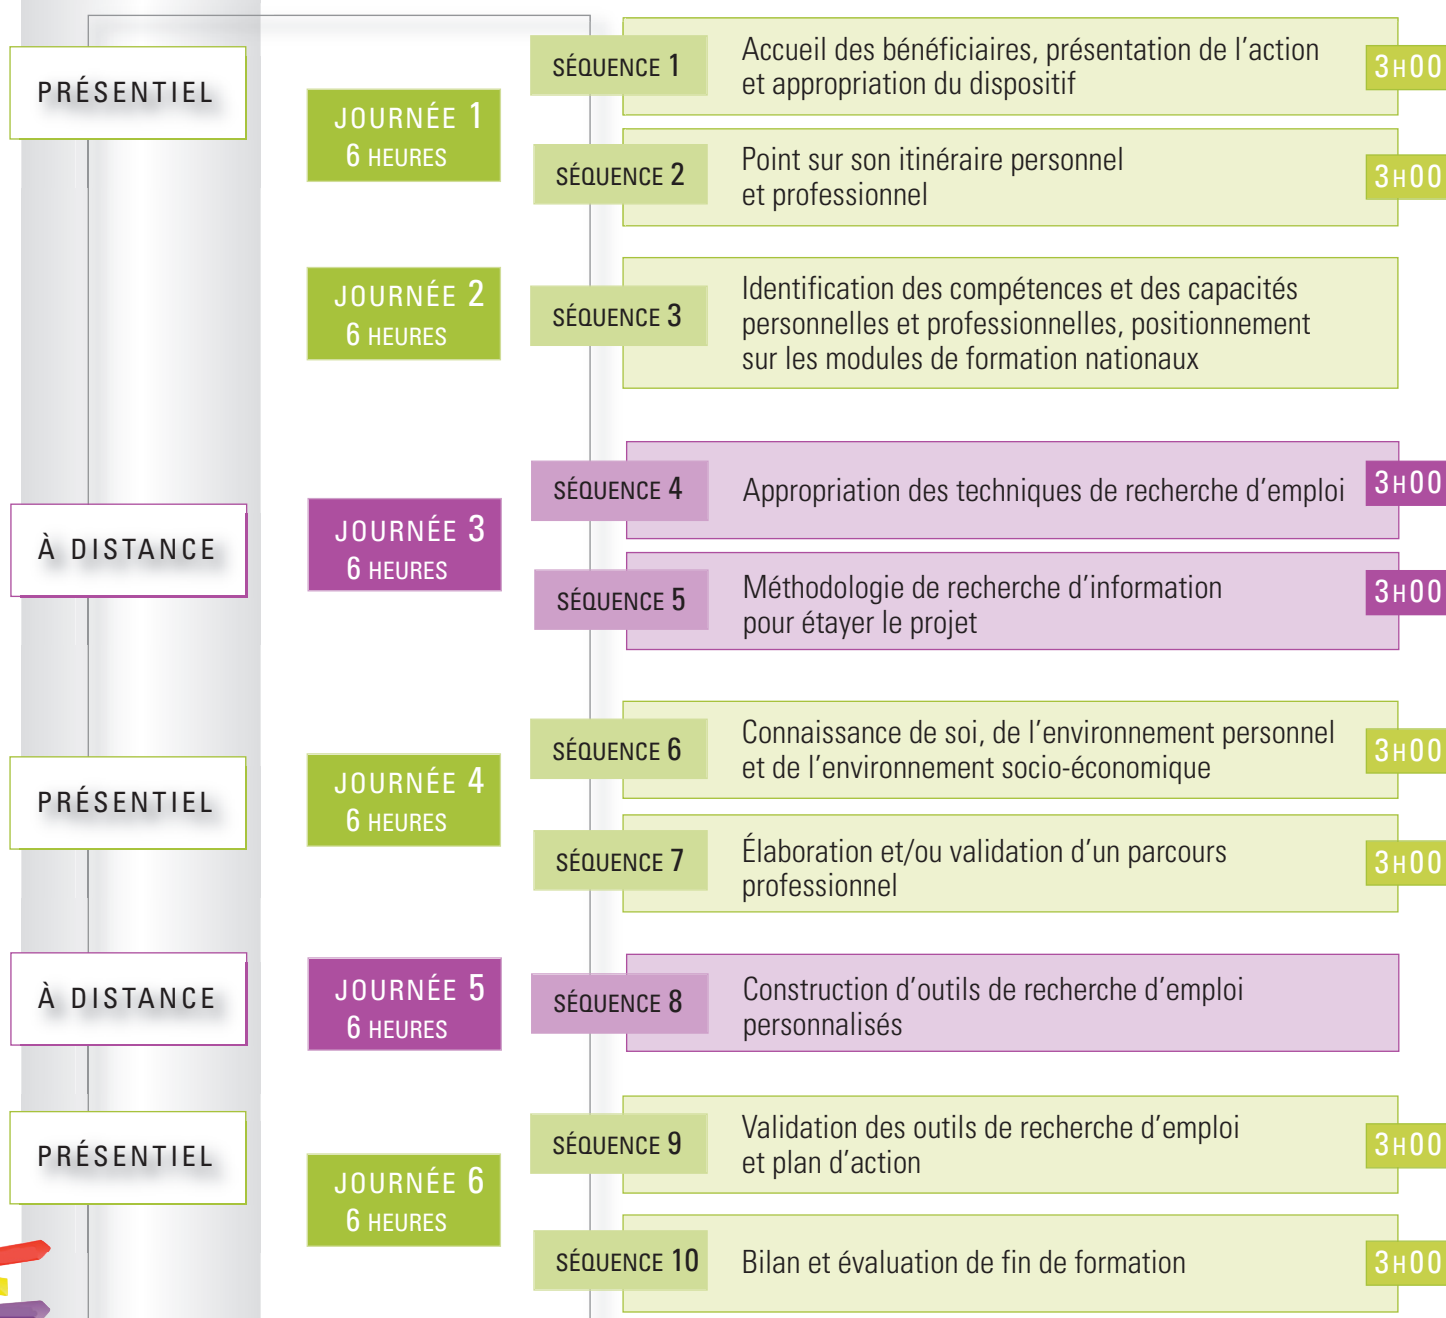 PRÉSENTIEL
JOURNÉE 1
6 HEURES
SÉQUENCE 1
Accueil des bénéficiaires, présentation de l’action
et appropriation du dispositif
3H00
SÉQUENCE 2
Point sur son itinéraire personnel
et professionnel
3H00
JOURNÉE 2
6 HEURES
SÉQUENCE 3
Identification des compétences et des capacités
personnelles et professionnelles, positionnement
sur les modules de formation nationaux
À DISTANCE
JOURNÉE 3
6 HEURES
SÉQUENCE 4
Appropriation des techniques de recherche d’emploi
3H00
SÉQUENCE 5
Méthodologie de recherche d’information
pour étayer le projet
3H00
PRÉSENTIEL
JOURNÉE 4
6 HEURES
SÉQUENCE 6
Connaissance de soi, de l’environnement personnel
et de l’environnement socio-économique
3H00
SÉQUENCE 7
Élaboration et/ou validation d’un parcours
professionnel
3H00
À DISTANCE
JOURNÉE 5
6 HEURES
SÉQUENCE 8
Construction d’outils de recherche d’emploi
personnalisés
PRÉSENTIEL
JOURNÉE 6
6 HEURES
SÉQUENCE 9
Validation des outils de recherche d’emploi
et plan d’action
3H00
SÉQUENCE 10
Bilan et évaluation de fin de formation
3H00